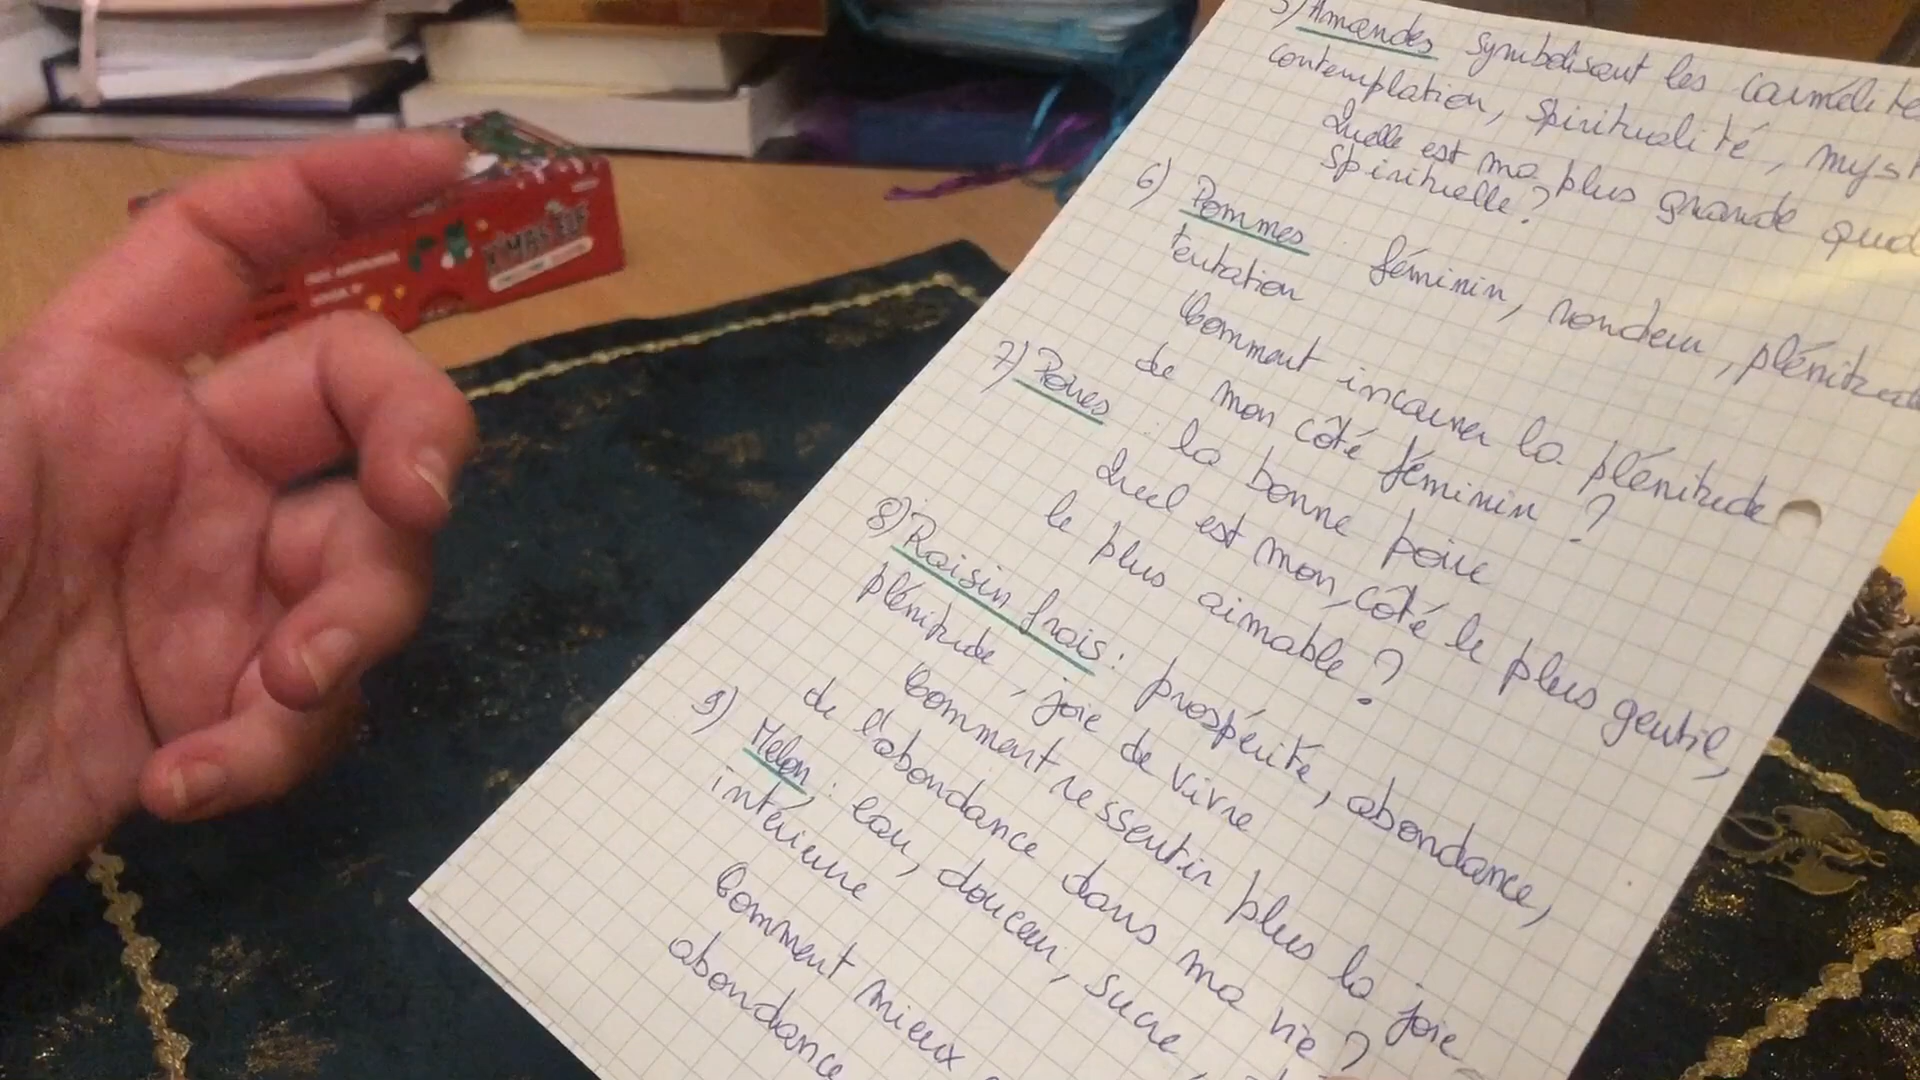 5) Amandes symbolisant les carmélites
contemplation, spiritualité,
Quelle est ma plus grande
spirituelle ?
6) Pommes : féminin, rondeur, plénitude
tentation
Comment incarner la plénitude
de mon côté féminin ?
7) Poires : la bonne poire
Quel est mon côté le plus gentil,
le plus aimable ?
8) Raisin frais : prospérité, abondance,
plénitude, joie de vivre
Comment ressentir plus la joie
de l'abondance dans ma vie ?
9) Melon : eau, douceur, sucre,
intérieure
Comment mieux
abondance